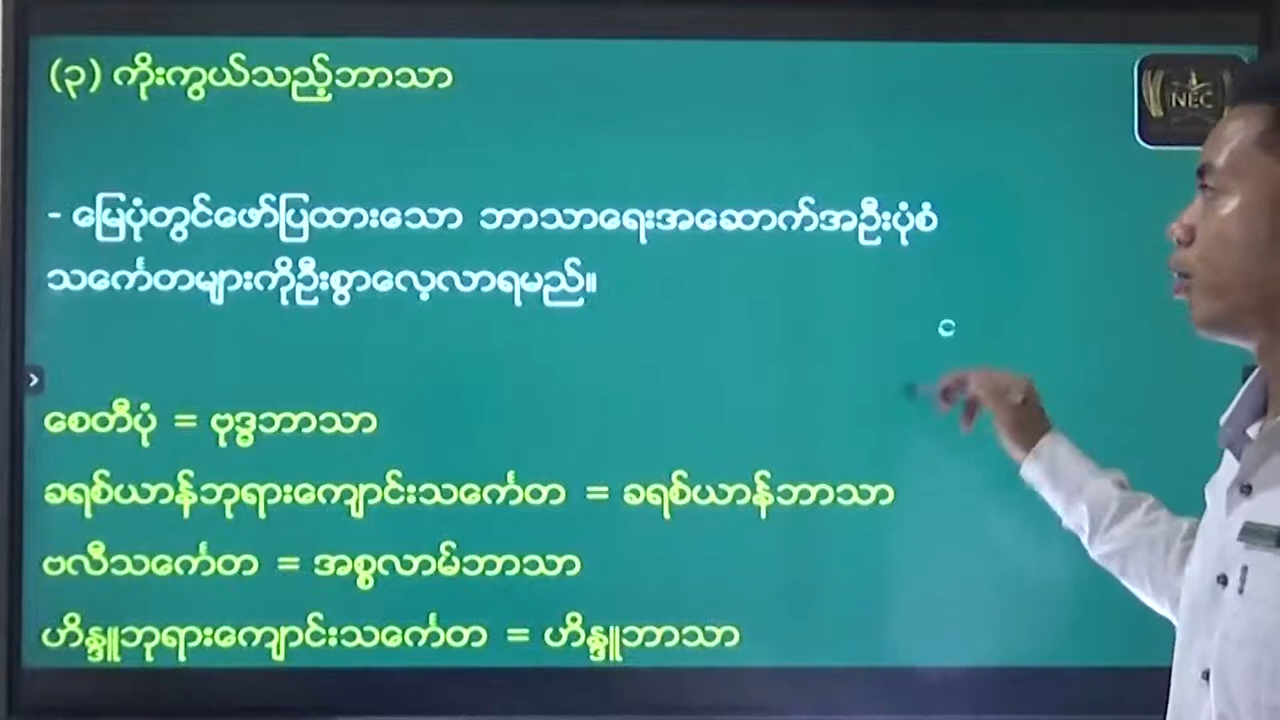 (၃) ကိုးကွယ်သည့်ဘာသာ
NEC
- မြေပုံတွင်ဖော်ပြထားသော ဘာသာရေးအဆောက်အဦးပုံစံ
သင်္ကေတများကိုဦးစွာလေ့လာရမည်။
စေတီပုံ = ဗုဒ္ဓဘာသာ
ခရစ်ယာန်ဘုရားကျောင်းသင်္ကေတ = ခရစ်ယာန်ဘာသာ
ဗလီသင်္ကေတ = အစ္စလာမ်ဘာသာ
ဟိန္ဒူဘုရားကျောင်းသင်္ကေတ = ဟိန္ဒူဘာသာ